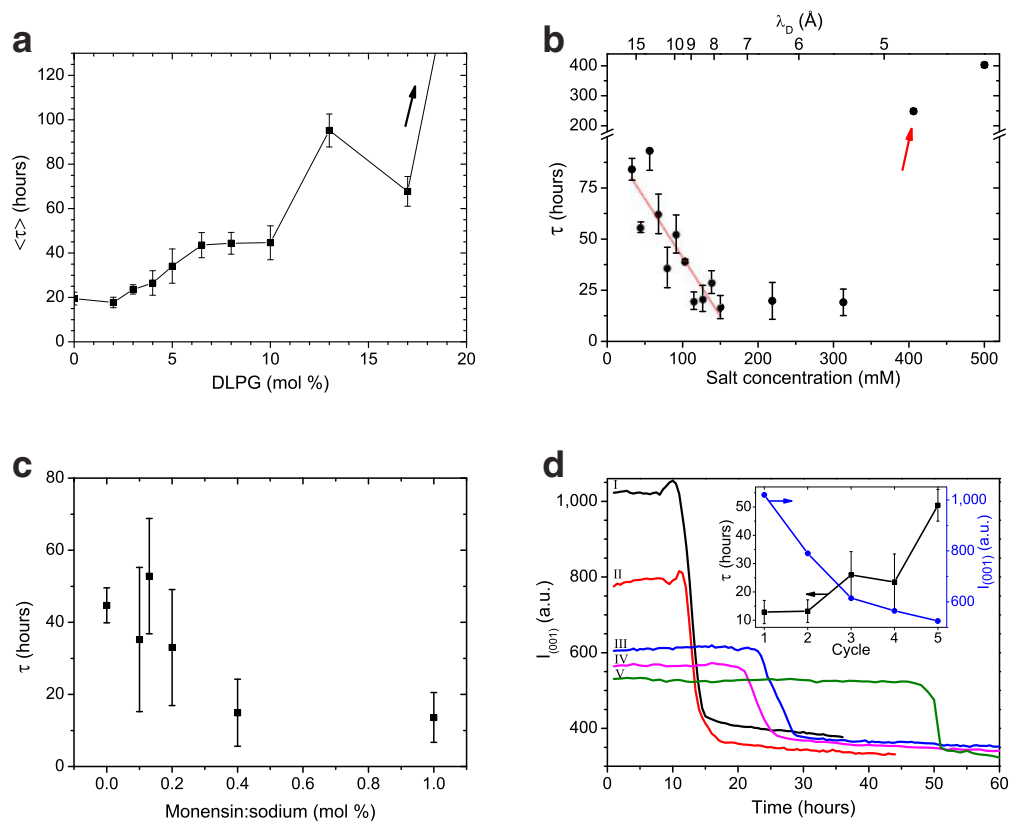 a
<τ> (hours)
120
100
80
60
40
20
0
0 5 10 15 20
DLPG (mol %)
b
λD (Å)
15 10 9 8 7 6 5
τ (hours)
400
300
200
75
50
25
0
0 100 200 300 400 500
Salt concentration (mM)
c
τ (hours)
80
60
40
20
0
0.0 0.2 0.4 0.6 0.8 1.0
Monensin:sodium (mol %)
d
I(001) (a.u.)
1,000
800
600
400
I
II
III
IV
V
0 10 20 30 40 50 60
Time (hours)
τ (hours)
50
40
30
20
10
1 2 3 4 5
Cycle
1,000
800
600
I(001) (a.u.)